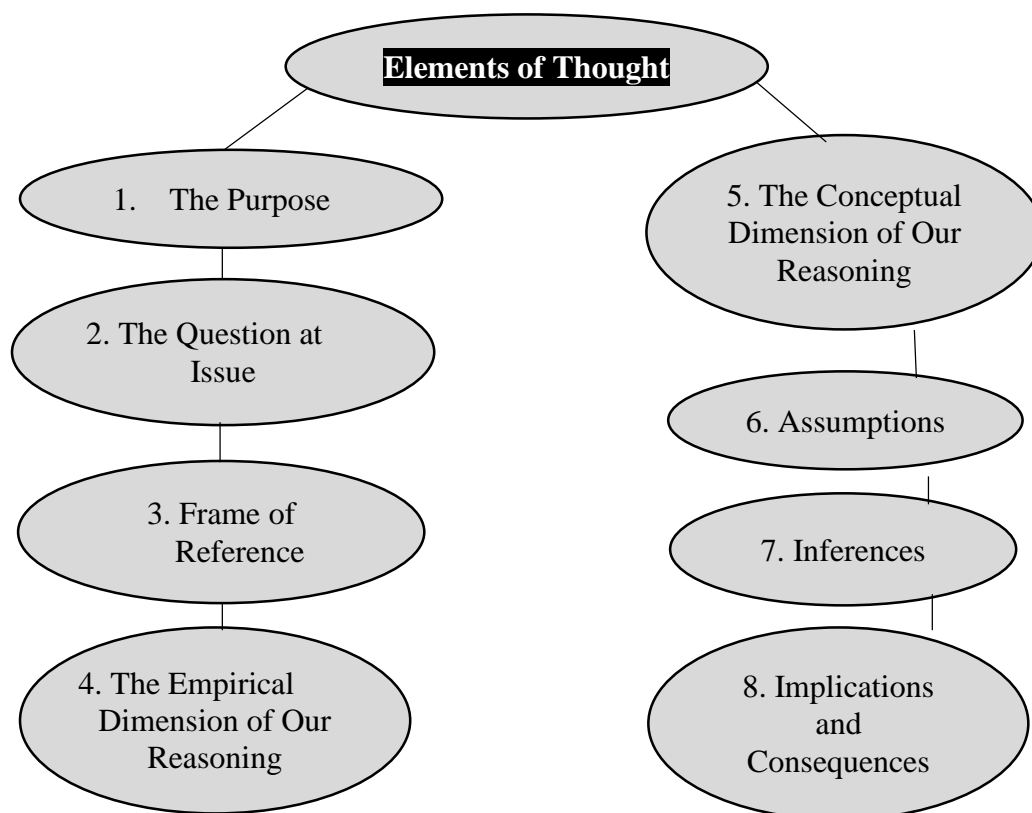 Elements of Thought
1. The Purpose
2. The Question at
Issue
3. Frame of
Reference
4. The Empirical
Dimension of Our
Reasoning
5. The Conceptual
Dimension of Our
Reasoning
6. Assumptions
7. Inferences
8. Implications
and
Consequences